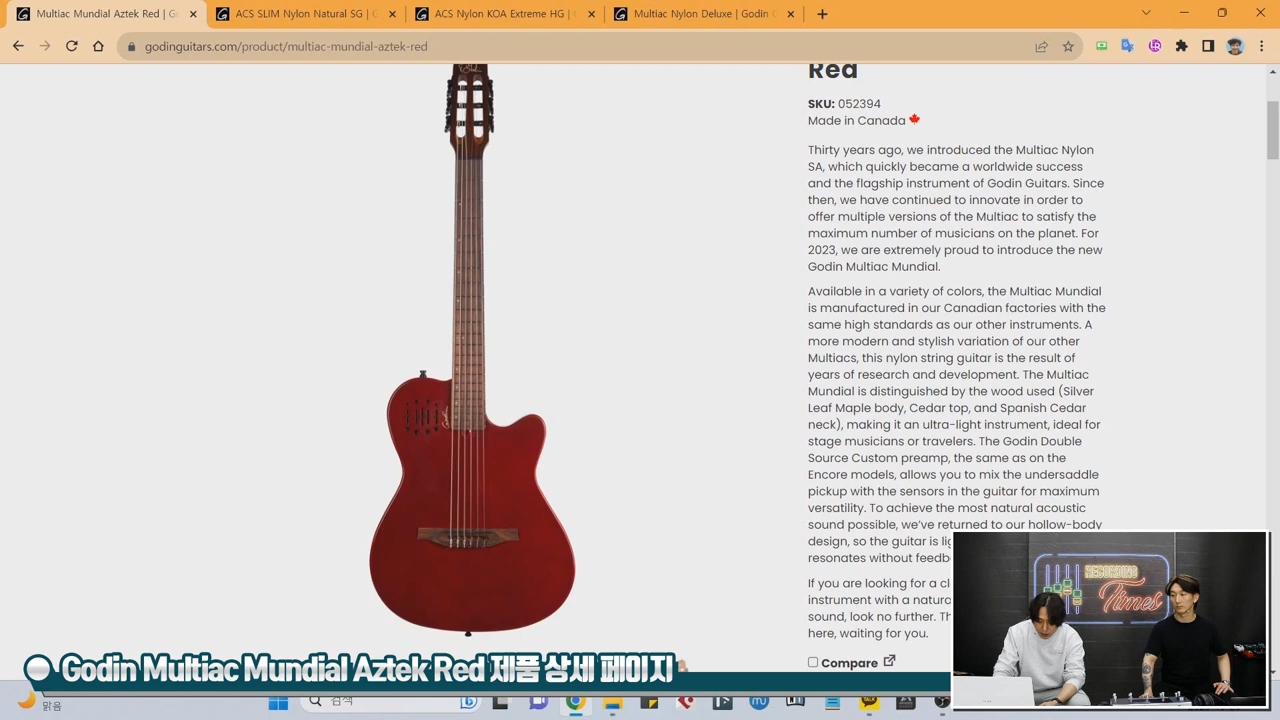 Multiac Mundial Aztek Red | G
ACS SLIM Nylon Natural SG | G
ACS Nylon KOA Extreme HG |
Multiac Nylon Deluxe | Godin G
godinguitars.com/product/multiac-mundial-aztek-red
Red
SKU: 052394
Made in Canada
Thirty years ago, we introduced the Multiac Nylon
SA, which quickly became a worldwide success
and the flagship instrument of Godin Guitars. Since
then, we have continued to innovate in order to
offer multiple versions of the Multiac to satisfy the
maximum number of musicians on the planet. For
2023, we are extremely proud to introduce the new
Godin Multiac Mundial.
Available in a variety of colors, the Multiac Mundial
is manufactured in our Canadian factories with the
same high standards as our other instruments. A
more modern and stylish variation of our other
Multiacs, this nylon string guitar is the result of
years of research and development. The Multiac
Mundial is distinguished by the wood used (Silver
Leaf Maple body, Cedar top, and Spanish Cedar
neck), making it an ultra-light instrument, ideal for
stage musicians or travelers. The Godin Double
Source Custom preamp, the same as on the
Encore models, allows you to mix the undersaddle
pickup with the sensors in the guitar for maximum
versatility. To achieve the most natural acoustic
sound possible, we've returned to our hollow-body
design, so the guitar is lig
resonates without feedb
If you are looking for a cl
instrument with a natura
sound, look no further. Th
here, waiting for you.
Compare
RECORDING
Times
Godin Multiac Mundial Aztek Red 제품 상세 페이지
맑음
검색